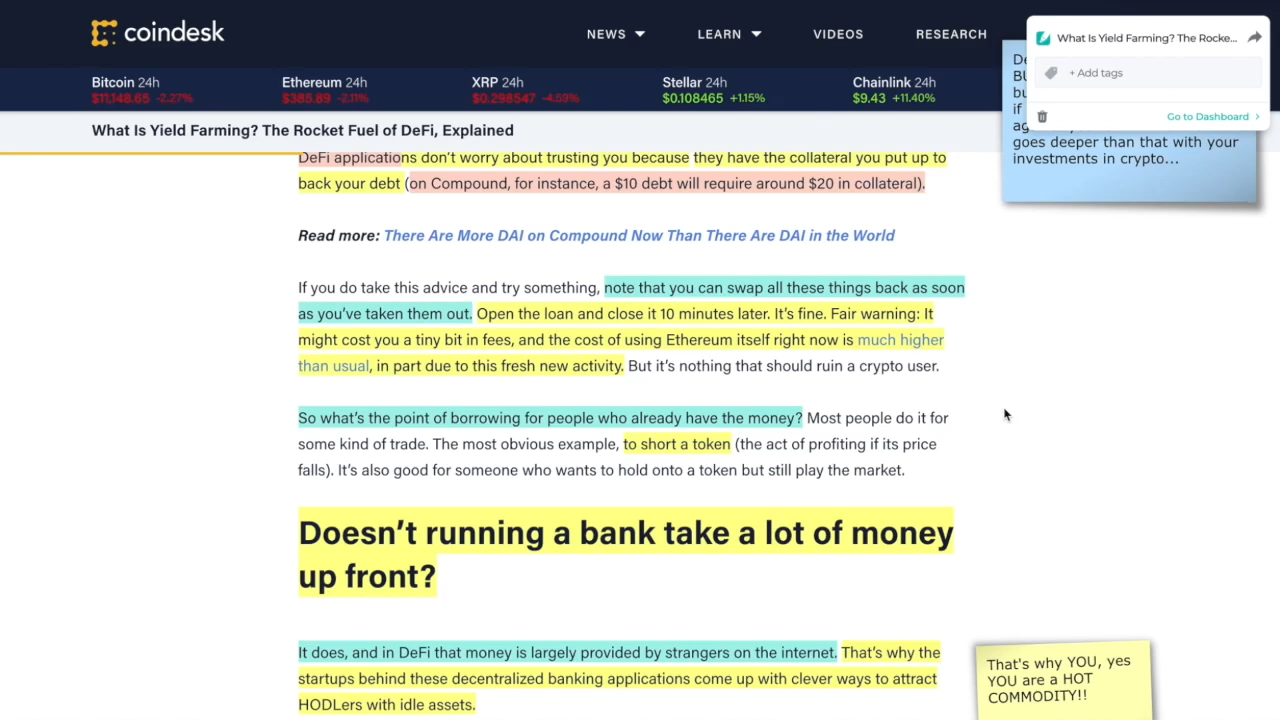 coindesk
NEWS
LEARN
VIDEOS
RESEARCH
What Is Yield Farming? The Rocke...
+ Add tags
Go to Dashboard
Bitcoin 24h
$11,148.65 -2.27%
Ethereum 24h
$385.89 -2.11%
XRP 24h
$0.298547 -4.59%
Stellar 24h
$0.108465 +1.15%
Chainlink 24h
$9.43 +11.40%
What Is Yield Farming? The Rocket Fuel of DeFi, Explained
if
goes deeper than that with your
investments in crypto...
DeFi applications don't worry about trusting you because they have the collateral you put up to
back your debt (on Compound, for instance, a $10 debt will require around $20 in collateral).
Read more: There Are More DAI on Compound Now Than There Are DAI in the World
If you do take this advice and try something, note that you can swap all these things back as soon
as you've taken them out. Open the loan and close it 10 minutes later. It's fine. Fair warning: It
might cost you a tiny bit in fees, and the cost of using Ethereum itself right now is much higher
than usual, in part due to this fresh new activity. But it's nothing that should ruin a crypto user.
So what's the point of borrowing for people who already have the money? Most people do it for
some kind of trade. The most obvious example, to short a token (the act of profiting if its price
falls). It's also good for someone who wants to hold onto a token but still play the market.
Doesn't running a bank take a lot of money
up front?
It does, and in DeFi that money is largely provided by strangers on the internet. That's why the
startups behind these decentralized banking applications come up with clever ways to attract
HODLers with idle assets.
That's why YOU, yes
YOU are a HOT
COMMODITY!!